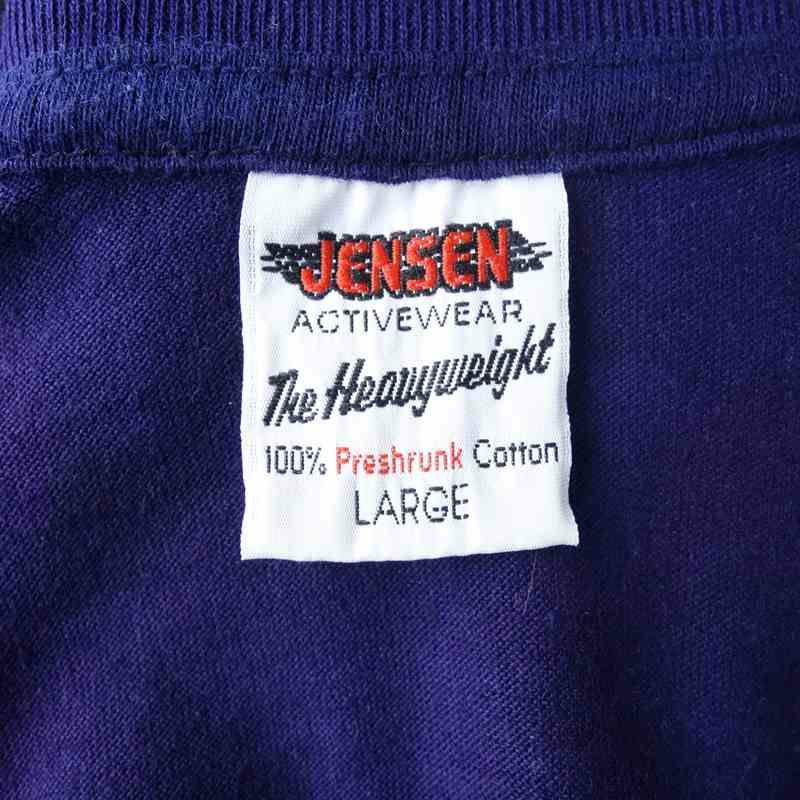 JENSEN
ACTIVEWEAR
The Heavyweight
100% Preshrunk Cotton
LARGE